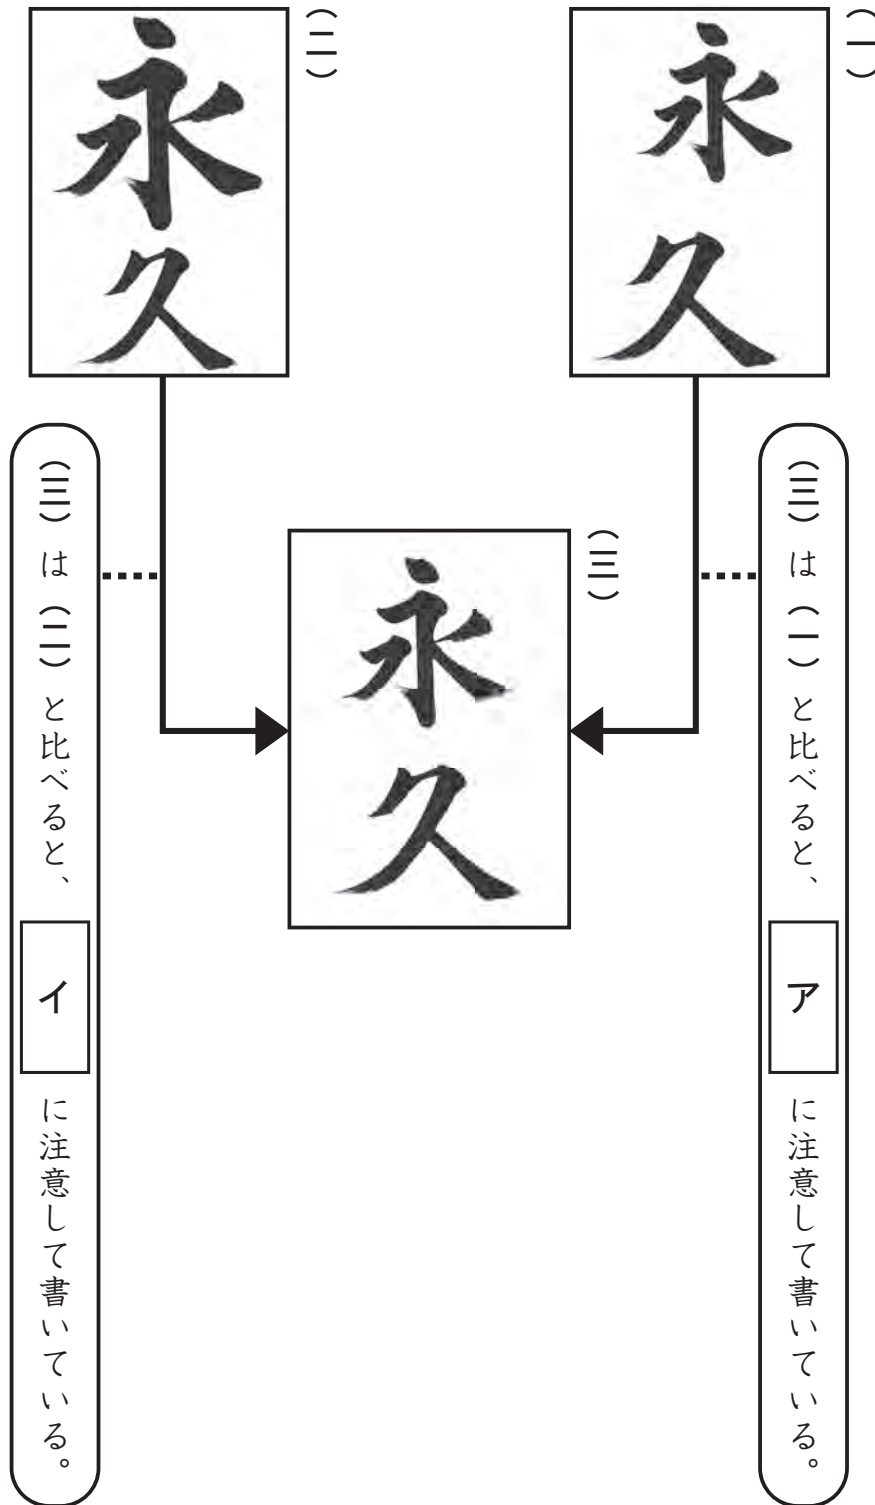 （一）
永久
（二）
永久
（三）
永久
（三）は（一）と比べると、 ア に注意して書いている。
（三）は（二）と比べると、 イ に注意して書いている。